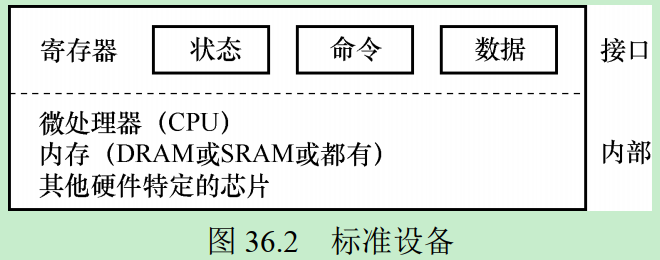 寄存器 状态 命令 数据 接口
微处理器（CPU）
内存（DRAM或SRAM或都有） 内部
其他硬件特定的芯片
图 36.2 标准设备